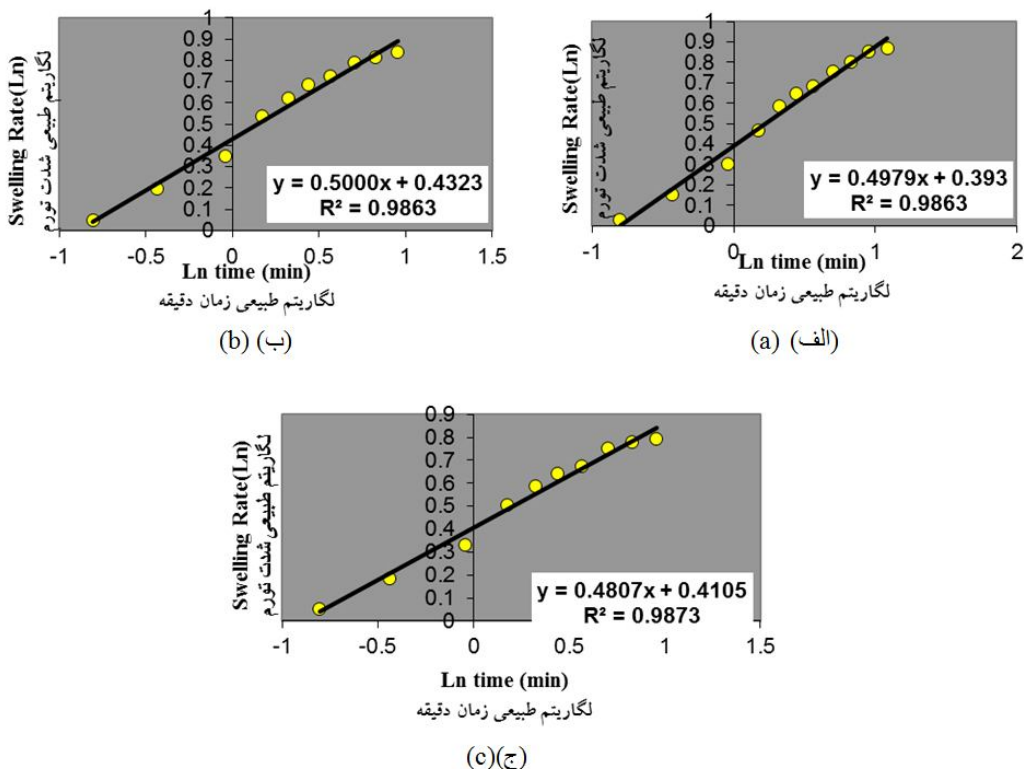 Swelling Rate(Ln)
لگاریتم طبیعی شدت تورم
1
0.9
0.8
0.7
0.6
0.5
0.4
0.3
0.2
0.1
0
y = 0.5000x + 0.4323
R² = 0.9863
-1 -0.5 0 0.5 1 1.5
Ln time (min)
لگاریتم طبیعی زمان دقیقه
(b) (ب)
Swelling Rate(Ln)
لگاریتم طبیعی شدت تورم
1
0.9
0.8
0.7
0.6
0.5
0.4
0.3
0.2
0.1
0
y = 0.4979x + 0.393
R² = 0.9863
-1 0 1 2
Ln time (min)
لگاریتم طبیعی زمان دقیقه
(a) (الف)
Swelling Rate(Ln)
لگاریتم طبیعی شدت تورم
0.9
0.8
0.7
0.6
0.5
0.4
0.3
0.2
0.1
0
y = 0.4807x + 0.4105
R² = 0.9873
-1 -0.5 0 0.5 1 1.5
Ln time (min)
لگاریتم طبیعی زمان دقیقه
(c)(ج)